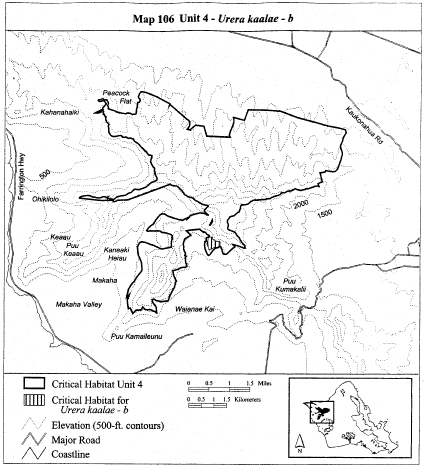 Map 106 Unit 4 - Urera kaalae - b
Peacock
Flat
Kahanahaiki
Kaukonahua Rd
Farrington Hwy
500
Ohikilolo
2000
1500
Keaau
Puu
Keaau
Kaneaki
Heiau
Makaha
Puu
Kumakalii
Makaha Valley
Waianae Kai
Puu Kamaileunu
Critical Habitat Unit 4
Critical Habitat for
Urera kaalae - b
Elevation (500-ft. contours)
Major Road
Coastline
0 0.5 1 1.5 Miles
0 0.5 1 1.5 Kilometers
N